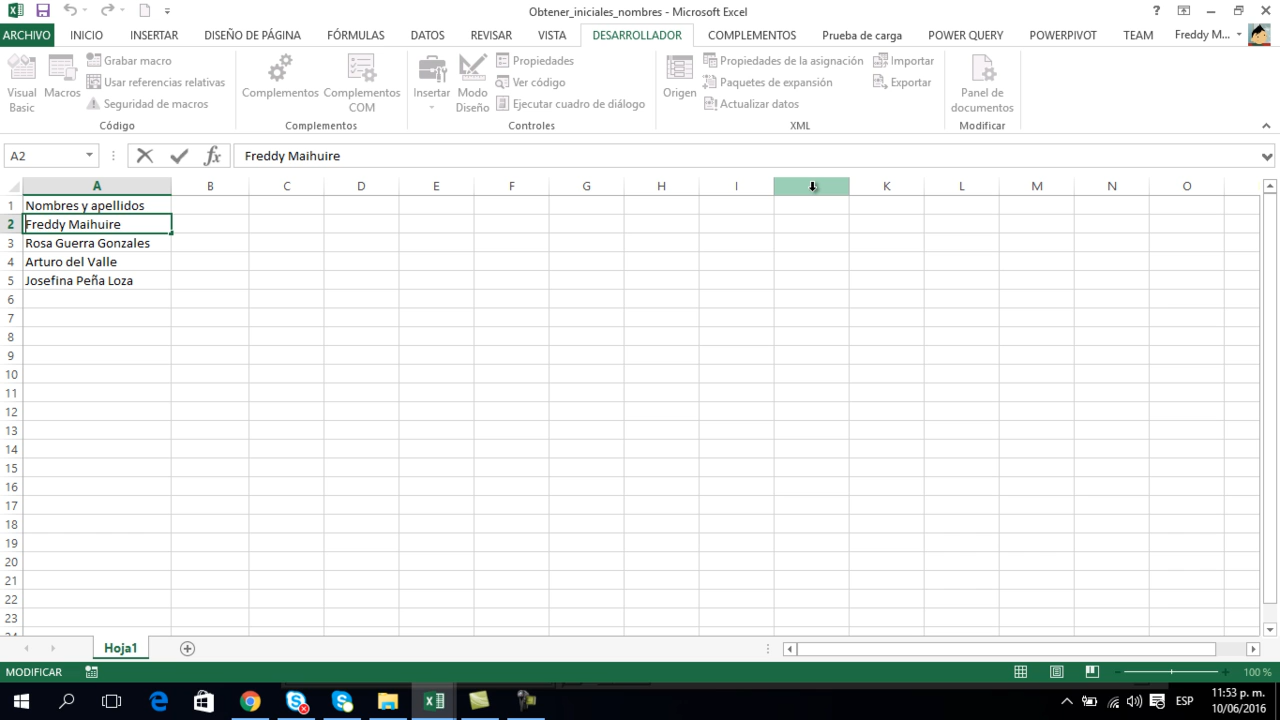 Obtener_iniciales_nombres - Microsoft Excel
?
ARCHIVO INICIO INSERTAR DISEÑO DE PÁGINA FÓRMULAS DATOS REVISAR VISTA DESARROLLADOR COMPLEMENTOS Prueba de carga POWER QUERY POWERPIVOT TEAM Freddy M...
Visual Basic
Macros
Grabar macro
Usar referencias relativas
Seguridad de macros
Código
Complementos
Complementos COM
Complementos
Insertar
Modo Diseño
Propiedades
Ver código
Ejecutar cuadro de diálogo
Controles
Origen
Propiedades de la asignación
Paquetes de expansión
Actualizar datos
Importar
Exportar
XML
Panel de documentos
Modificar
A2 fx Freddy Maihuire
A B C D E F G H I K L M N O
1 Nombres y apellidos
2 Freddy Maihuire
3 Rosa Guerra Gonzales
4 Arturo del Valle
5 Josefina Peña Loza
6
7
8
9
10
11
12
13
14
15
16
17
18
19
20
21
22
23
Hoja1
MODIFICAR 100 %
ESP 11:53 p. m.
10/06/2016